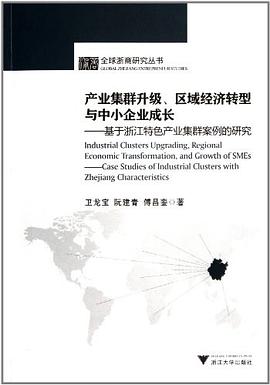 全球浙商研究丛书
GLOBAL ZHEJIANG ENTREPRENEURS STUDIES
产业集群升级、区域经济转型
与中小企业成长
——基于浙江特色产业集群案例的研究
Industrial Clusters Upgrading, Regional
Economic Transformation, and Growth of SMEs
——Case Studies of Industrial Clusters with
Zhejiang Characteristics
卫龙宝 阮建青 傅昌銮 著
浙江大学出版社